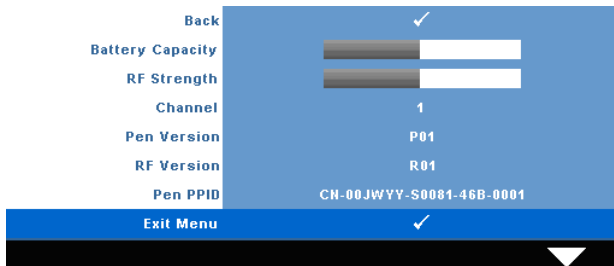 Back ✓
Battery Capacity
RF Strength
Channel 1
Pen Version P01
RF Version R01
Pen PPID CN-00JWYY-S0081-46B-0001
Exit Menu ✓